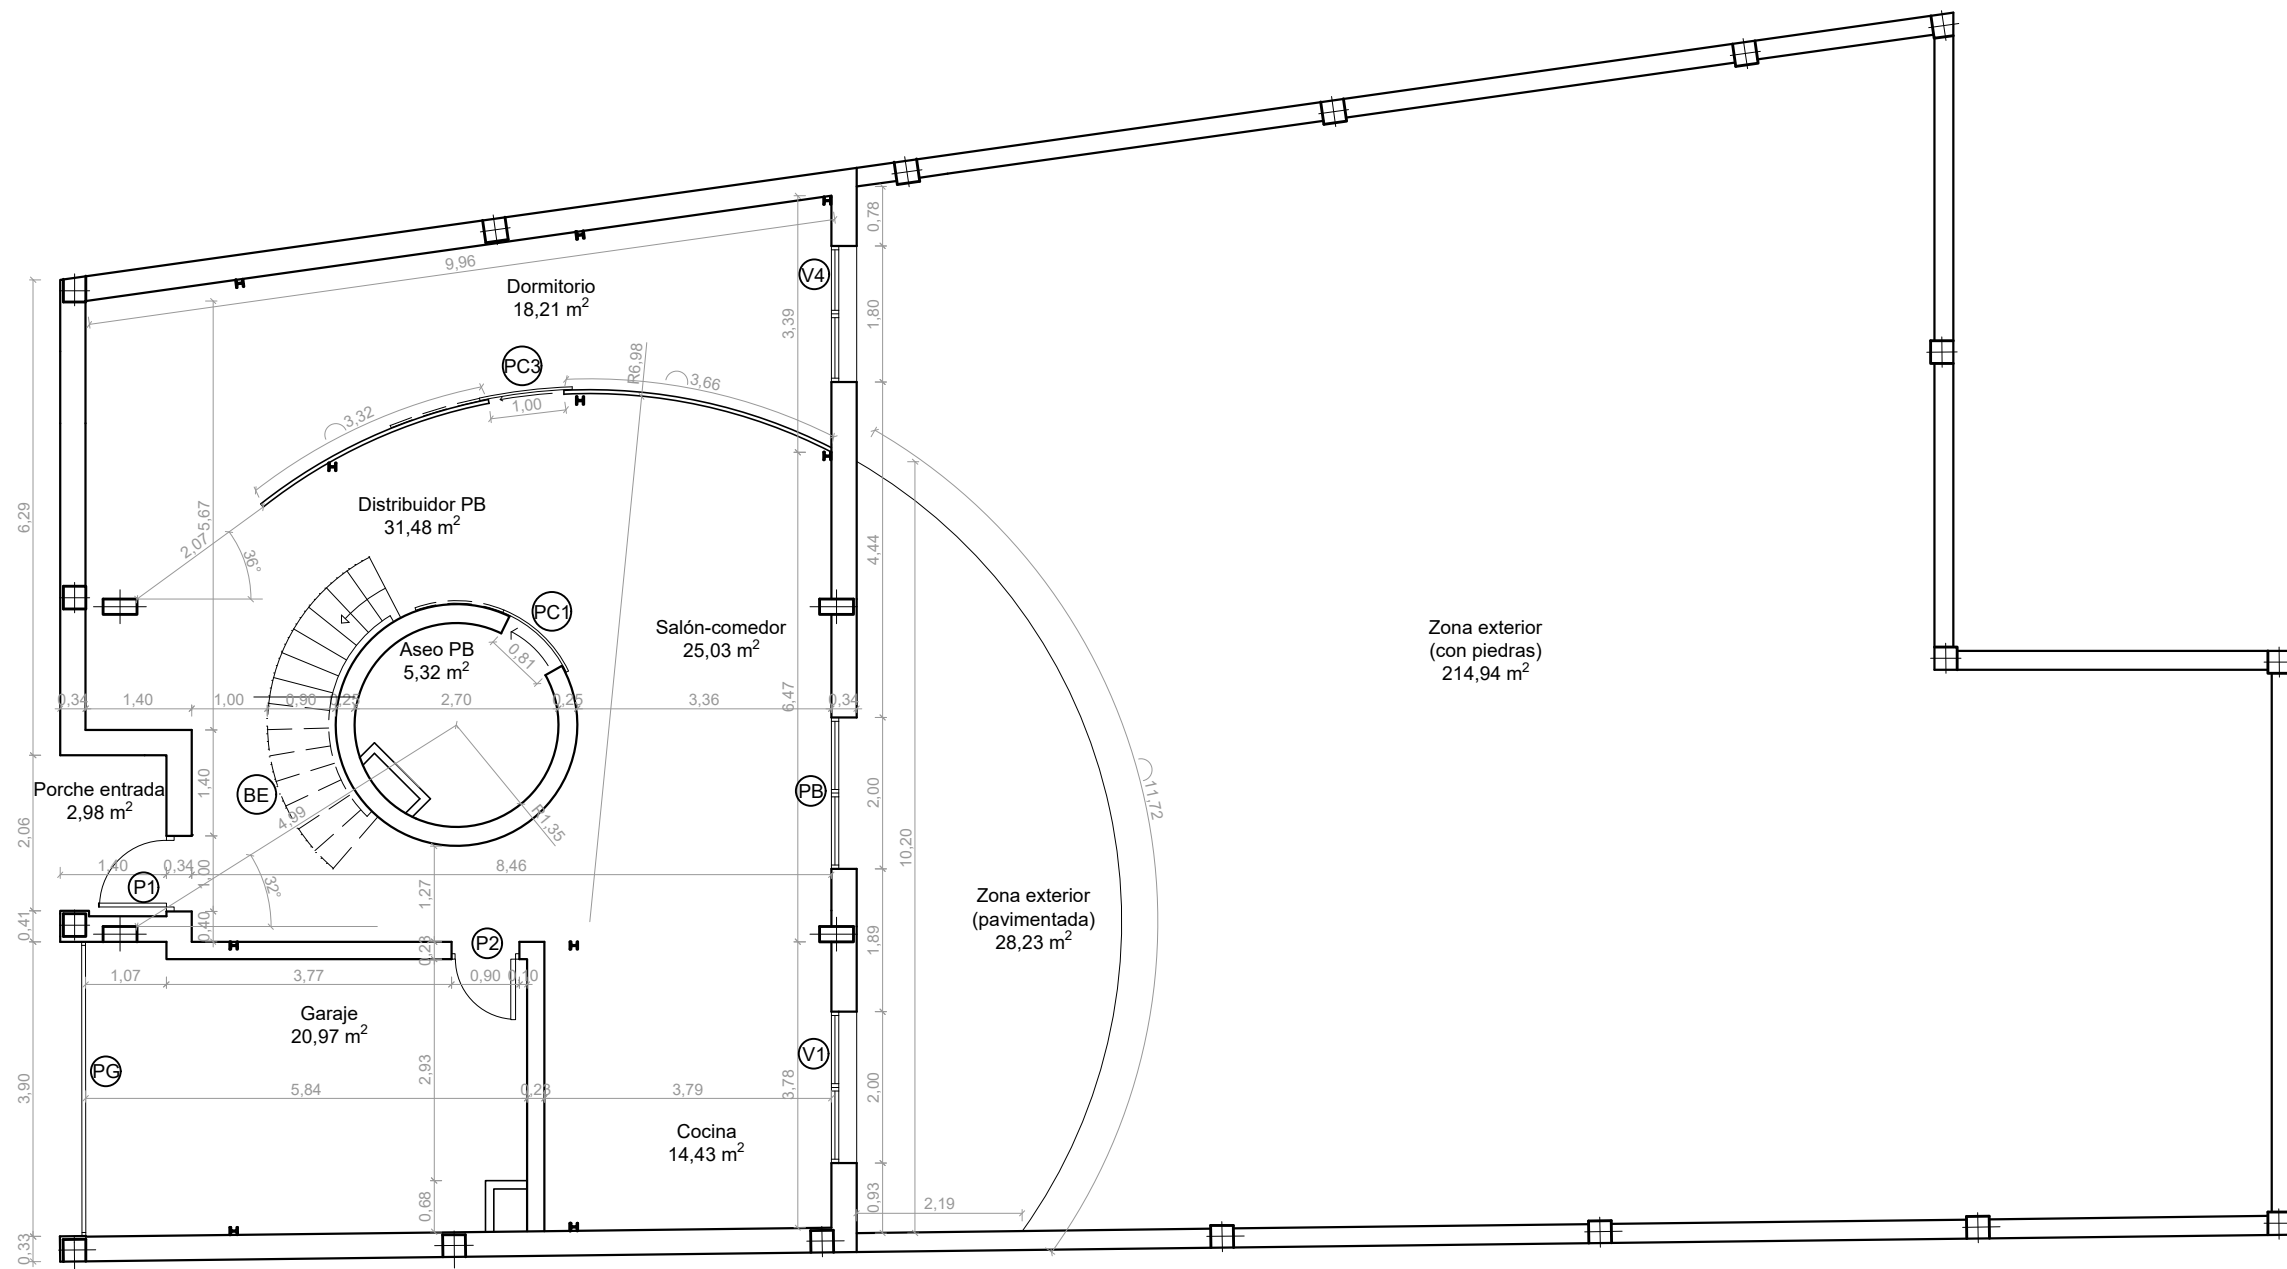 0,78
9,96
V4
Dormitorio
18,21 m²
1,80
3,39
PC3
R6,98
3,66
1,00
3,32
Distribuidor PB
31,48 m²
6,29
5,67
2,07
36°
4,44
PC1
Aseo PB
5,32 m²
0,81
Salón-comedor
25,03 m²
Zona exterior
(con piedras)
214,94 m²
0,34
1,40
1,00
0,90
0,25
2,70
0,25
3,36
6,47
0,34
Porche entrada
2,98 m²
1,40
BE
PB
2,00
11,72
4,99
R1,35
2,06
10,20
1,40
0,34
1,00
8,46
P1
32°
1,27
Zona exterior
(pavimentada)
28,23 m²
0,41
0,40
0,23
P2
1,89
1,07
3,77
0,90
0,10
Garaje
20,97 m²
PG
2,93
V1
3,90
5,84
0,23
3,79
3,78
2,00
Cocina
14,43 m²
0,68
0,93
2,19
0,33